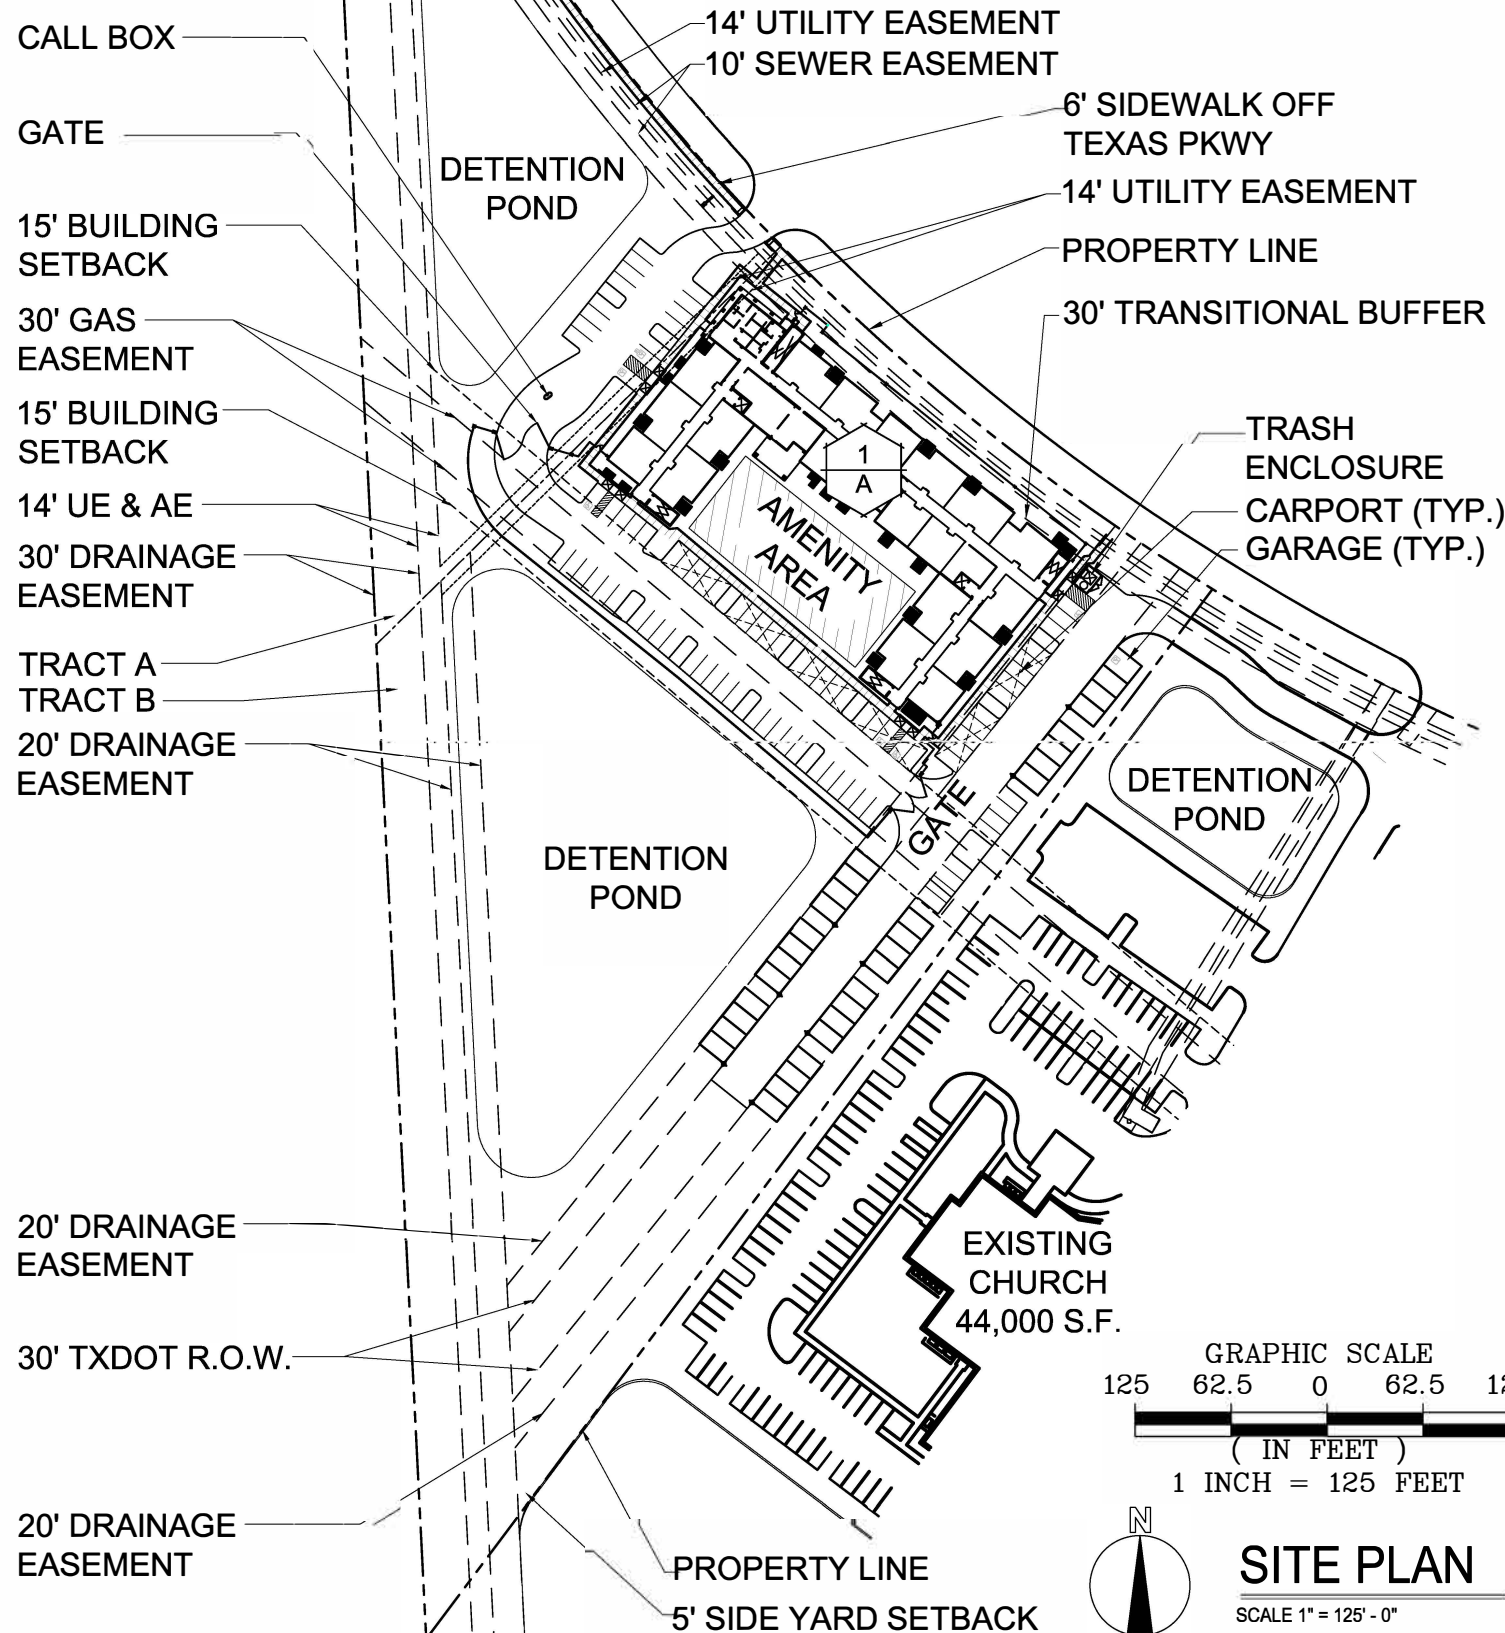 CALL BOX
GATE
15' BUILDING
SETBACK
30' GAS
EASEMENT
15' BUILDING
SETBACK
14' UE & AE
30' DRAINAGE
EASEMENT
TRACT A
TRACT B
20' DRAINAGE
EASEMENT
20' DRAINAGE
EASEMENT
30' TXDOT R.O.W.
20' DRAINAGE
EASEMENT
14' UTILITY EASEMENT
10' SEWER EASEMENT
6' SIDEWALK OFF
TEXAS PKWY
14' UTILITY EASEMENT
PROPERTY LINE
30' TRANSITIONAL BUFFER
TRASH
ENCLOSURE
CARPORT (TYP.)
GARAGE (TYP.)
DETENTION
POND
1
A
AMENITY
AREA
GATE
DETENTION
POND
DETENTION
POND
EXISTING
CHURCH
44,000 S.F.
PROPERTY LINE
5' SIDE YARD SETBACK
GRAPHIC SCALE
125 62.5 0 62.5
( IN FEET )
1 INCH = 125 FEET
N
SITE PLAN
SCALE 1" = 125' - 0"